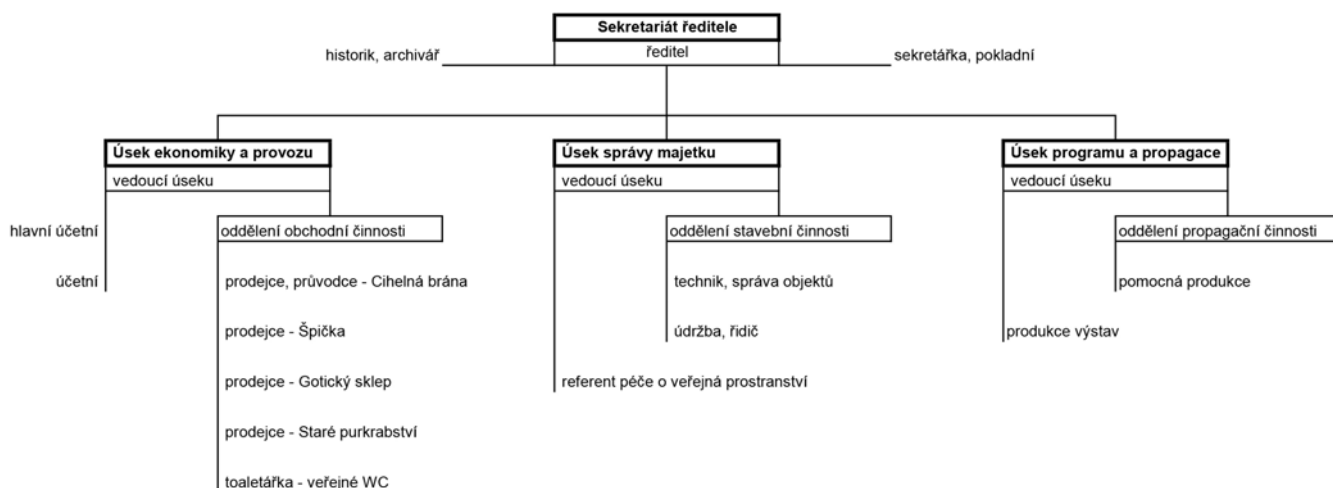 Sekretariát ředitele
ředitel
historik, archivář
sekretářka, pokladní
Úsek ekonomiky a provozu
vedoucí úseku
hlavní účetní
účetní
oddělení obchodní činnosti
prodejce, průvodce - Cihelná brána
prodejce - Špička
prodejce - Gotický sklep
prodejce - Staré purkrabství
toaletářka - veřejné WC
Úsek správy majetku
vedoucí úseku
oddělení stavební činnosti
technik, správa objektů
údržba, řidič
referent péče o veřejná prostranství
Úsek programu a propagace
vedoucí úseku
oddělení propagační činnosti
pomocná produkce
produkce výstav